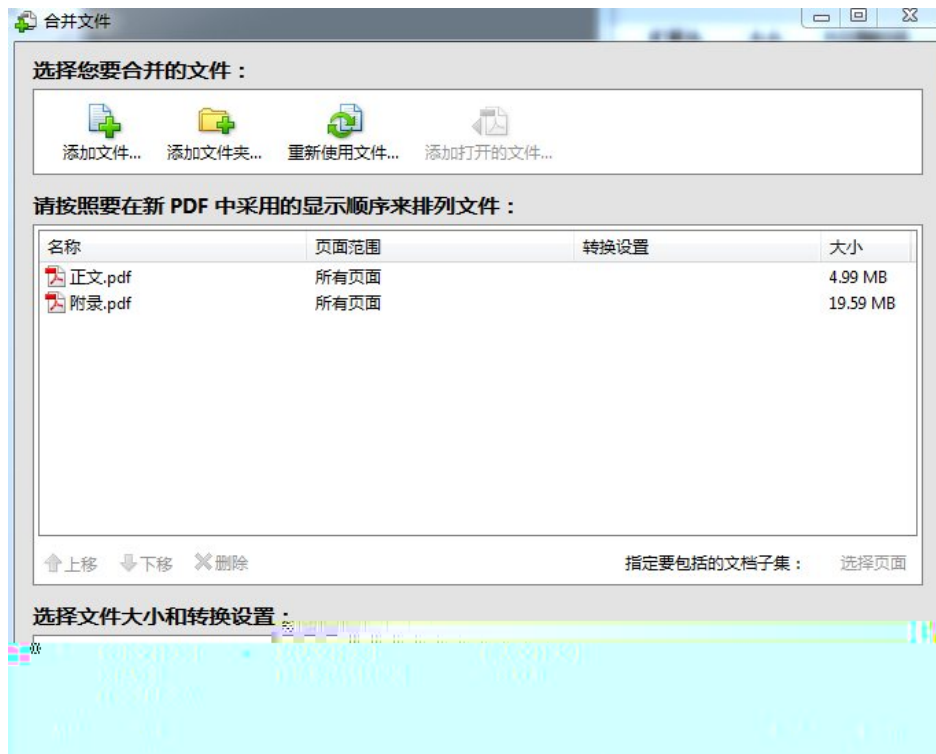 合并文件
选择您要合并的文件：
添加文件... 添加文件夹... 重新使用文件... 添加打开的文件...
请按照要在新 PDF 中采用的显示顺序来排列文件：
名称 页面范围 转换设置 大小
正文.pdf 所有页面 4.99 MB
附录.pdf 所有页面 19.59 MB
上移 下移 删除 指定要包括的文档子集： 选择页面
选择文件大小和转换设置：